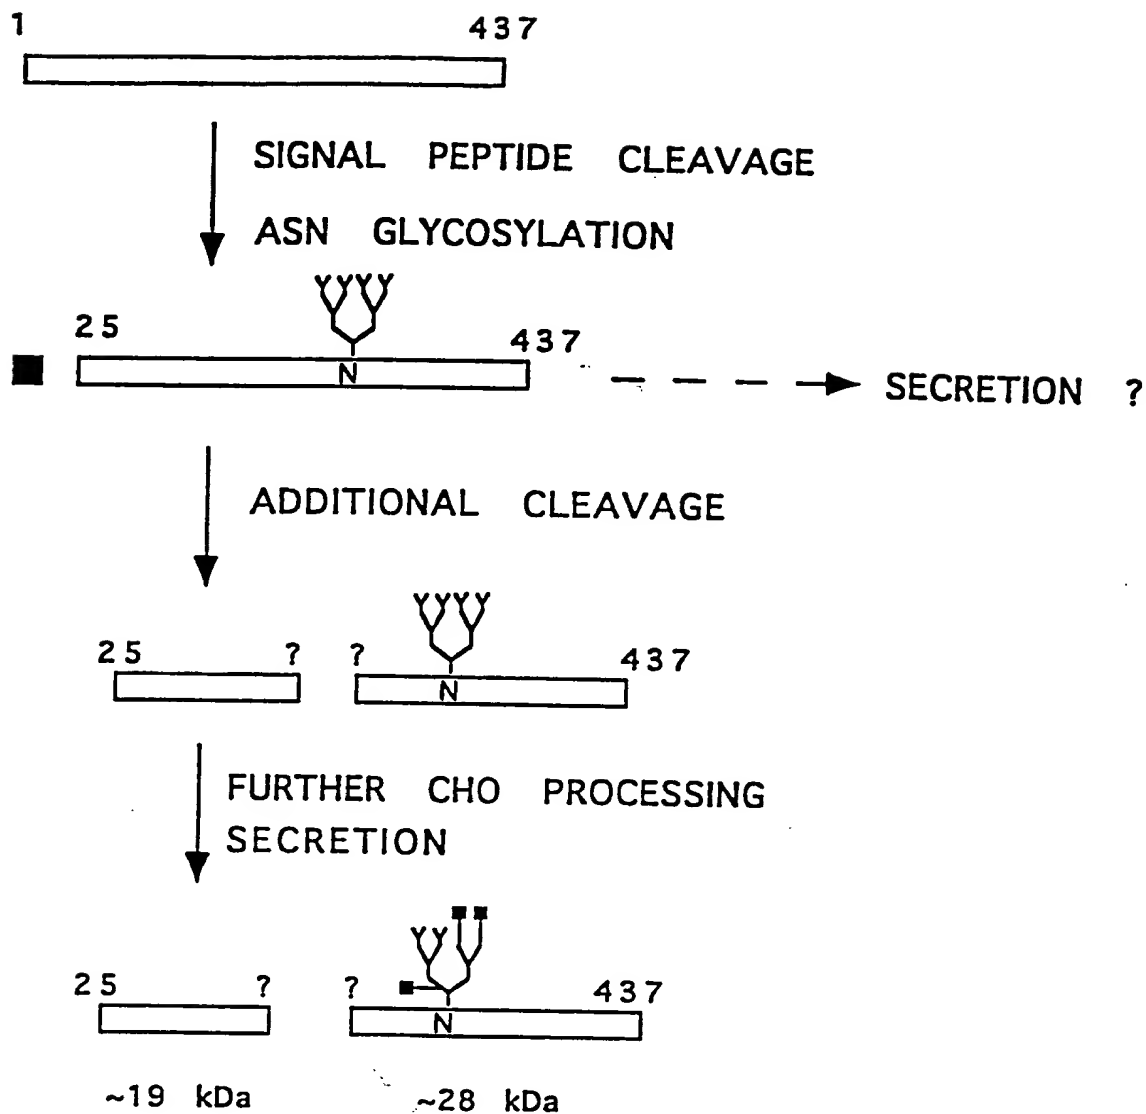 1 437
SIGNAL PEPTIDE CLEAVAGE
ASN GLYCOSYLATION
25 437
N
SECRETION ?
ADDITIONAL CLEAVAGE
25 ? ? 437
N
FURTHER CHO PROCESSING
SECRETION
25 ? ? 437
N
~19 kDa ~28 kDa